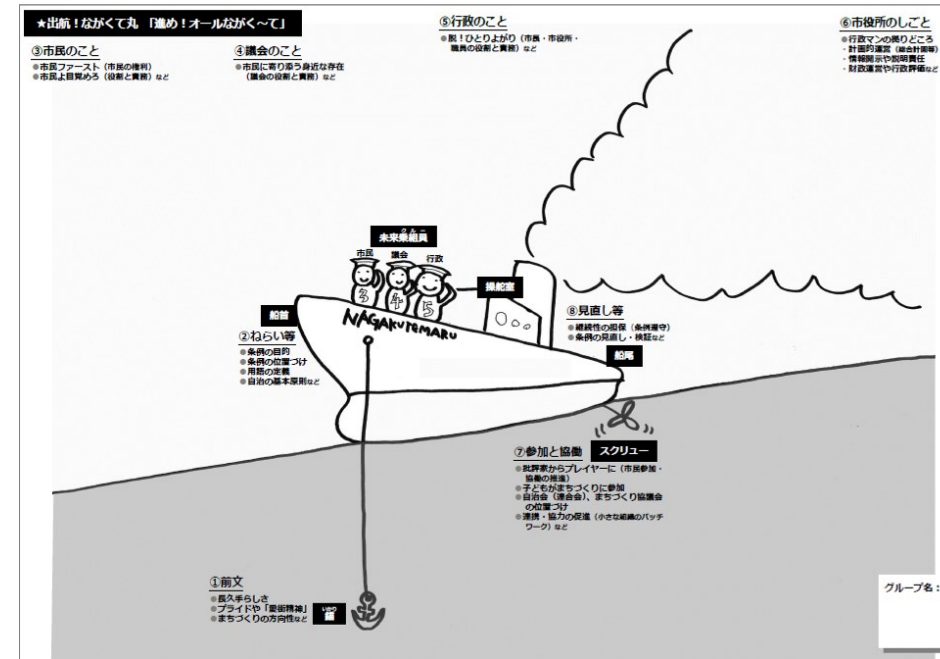 ★出航!ながくて丸 「進め!オールながく~て」
③市民のこと
●市民ファースト(市民の権利)
●市民よ目覚めろ(役割と責務)など
④議会のこと
●市民に寄り添う身近な存在
(議会の役割と責務)など
⑤行政のこと
●脱!ひとりよがり(市長・市役所・
職員の役割と責務)など
⑥市役所のしごと
●行政マンの拠りどころ
・計画的運営(総合計画等)
・情報開示や説明責任
・財政運営や行政評価など
クルー
未来乗組員
市民
議会
行政
3
4
5
操舵室
船首
NAGAKUTEMARU
②ねらい等
●条例の目的
●条例の位置づけ
●用語の定義
●自治の基本原則など
⑧見直し等
●継続性の担保(条例遵守)
●条例の見直し・検証など
船尾
⑦参加と協働
スクリュー
●批評家からプレイヤーに(市民参加・
協働の推進)
●子どもがまちづくりに参加
●自治会(連合会)、まちづくり協議会
の位置づけ
●連携・協力の促進(小さな組織のパッチ
ワーク)など
①前文
●長久手らしさ
●プライドや「愛街精神」
●まちづくりの方向性など
いかり
錨
グループ名: